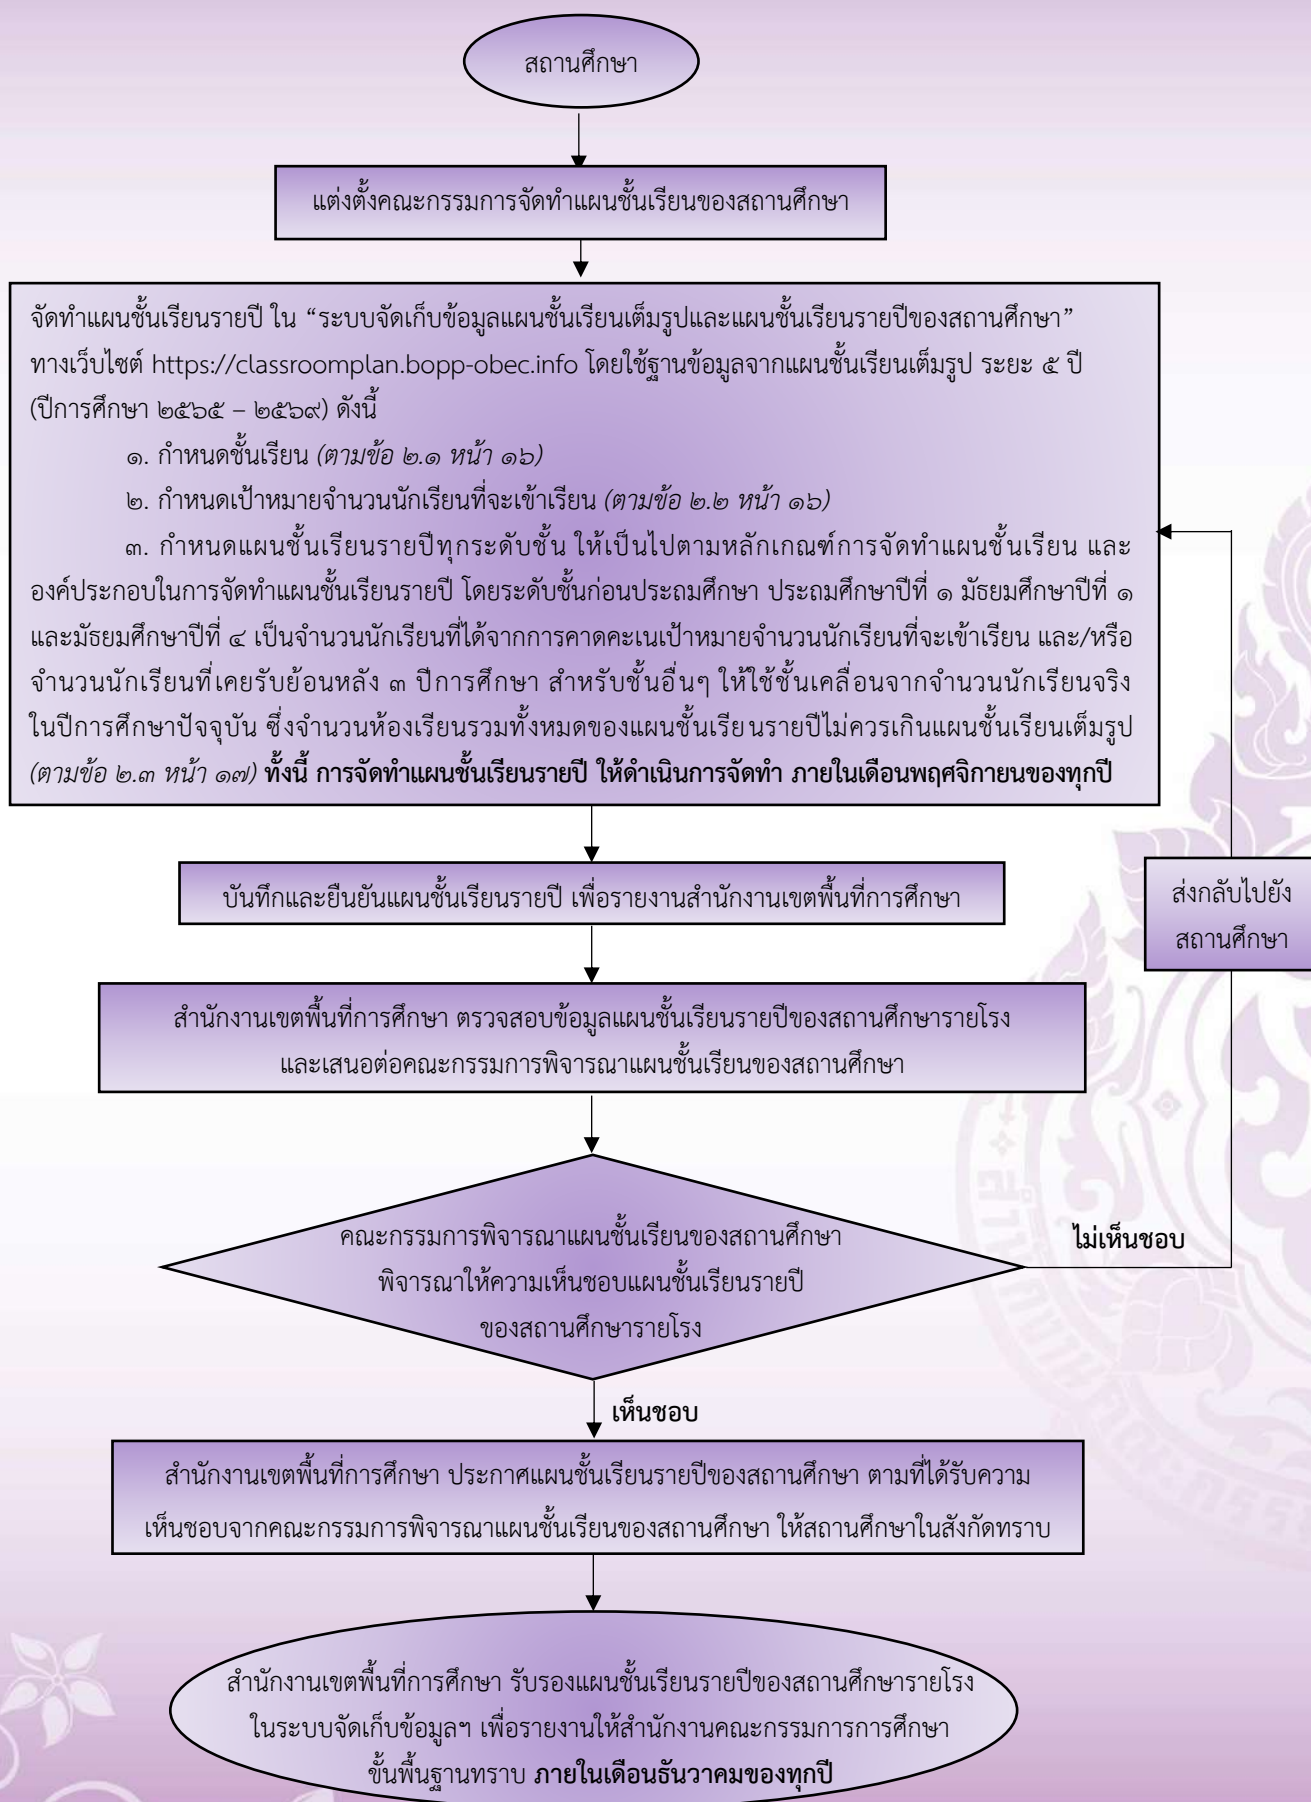 สถานศึกษา
แต่งตั้งคณะกรรมการจัดทำแผนชั้นเรียนของสถานศึกษา
จัดทำแผนชั้นเรียนรายปี ใน “ระบบจัดเก็บข้อมูลแผนชั้นเรียนเต็มรูปและแผนชั้นเรียนรายปีของสถานศึกษา”
ทางเว็บไซต์ https://classroomplan.bopp-obec.info โดยใช้ฐานข้อมูลจากแผนชั้นเรียนเต็มรูป ระยะ ๕ ปี
(ปีการศึกษา ๒๕๖๕ – ๒๕๖๙) ดังนี้
๑. กำหนดชั้นเรียน (ตามข้อ ๒.๑ หน้า ๑๖)
๒. กำหนดเป้าหมายจำนวนนักเรียนที่จะเข้าเรียน (ตามข้อ ๒.๒ หน้า ๑๖)
๓. กำหนดแผนชั้นเรียนรายปีทุกระดับชั้น ให้เป็นไปตามหลักเกณฑ์การจัดทำแผนชั้นเรียน และ
องค์ประกอบในการจัดทำแผนชั้นเรียนรายปี โดยระดับชั้นก่อนประถมศึกษา ประถมศึกษาปีที่ ๑ มัธยมศึกษาปีที่ ๑
และมัธยมศึกษาปีที่ ๔ เป็นจำนวนนักเรียนที่ได้จากการคาดคะเนเป้าหมายจำนวนนักเรียนที่จะเข้าเรียน และ/หรือ
จำนวนนักเรียนที่เคยรับย้อนหลัง ๓ ปีการศึกษา สำหรับชั้นอื่นๆ ให้ใช้ชั้นเคลื่อนจากจำนวนนักเรียนจริง
ในปีการศึกษาปัจจุบัน ซึ่งจำนวนห้องเรียนรวมทั้งหมดของแผนชั้นเรียนรายปีไม่ควรเกินแผนชั้นเรียนเต็มรูป
(ตามข้อ ๒.๓ หน้า ๑๗) ทั้งนี้ การจัดทำแผนชั้นเรียนรายปี ให้ดำเนินการจัดทำ ภายในเดือนพฤศจิกายนของทุกปี
บันทึกและยืนยันแผนชั้นเรียนรายปี เพื่อรายงานสำนักงานเขตพื้นที่การศึกษา
ส่งกลับไปยัง
สถานศึกษา
สำนักงานเขตพื้นที่การศึกษา ตรวจสอบข้อมูลแผนชั้นเรียนรายปีของสถานศึกษารายโรง
และเสนอต่อคณะกรรมการพิจารณาแผนชั้นเรียนของสถานศึกษา
คณะกรรมการพิจารณาแผนชั้นเรียนของสถานศึกษา
พิจารณาให้ความเห็นชอบแผนชั้นเรียนรายปี
ของสถานศึกษารายโรง
ไม่เห็นชอบ
เห็นชอบ
สำนักงานเขตพื้นที่การศึกษา ประกาศแผนชั้นเรียนรายปีของสถานศึกษา ตามที่ได้รับความ
เห็นชอบจากคณะกรรมการพิจารณาแผนชั้นเรียนของสถานศึกษา ให้สถานศึกษาในสังกัดทราบ
สำนักงานเขตพื้นที่การศึกษา รับรองแผนชั้นเรียนรายปีของสถานศึกษารายโรง
ในระบบจัดเก็บข้อมูลฯ เพื่อรายงานให้สำนักงานคณะกรรมการการศึกษา
ขั้นพื้นฐานทราบ ภายในเดือนธันวาคมของทุกปี